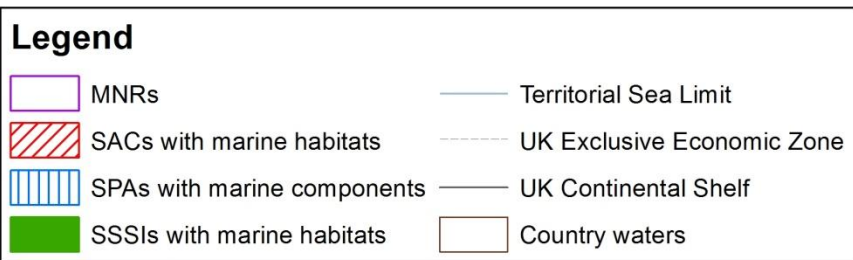 Legend
MNRs
SACs with marine habitats
SPAs with marine components
SSSIs with marine habitats
Territorial Sea Limit
UK Exclusive Economic Zone
UK Continental Shelf
Country waters